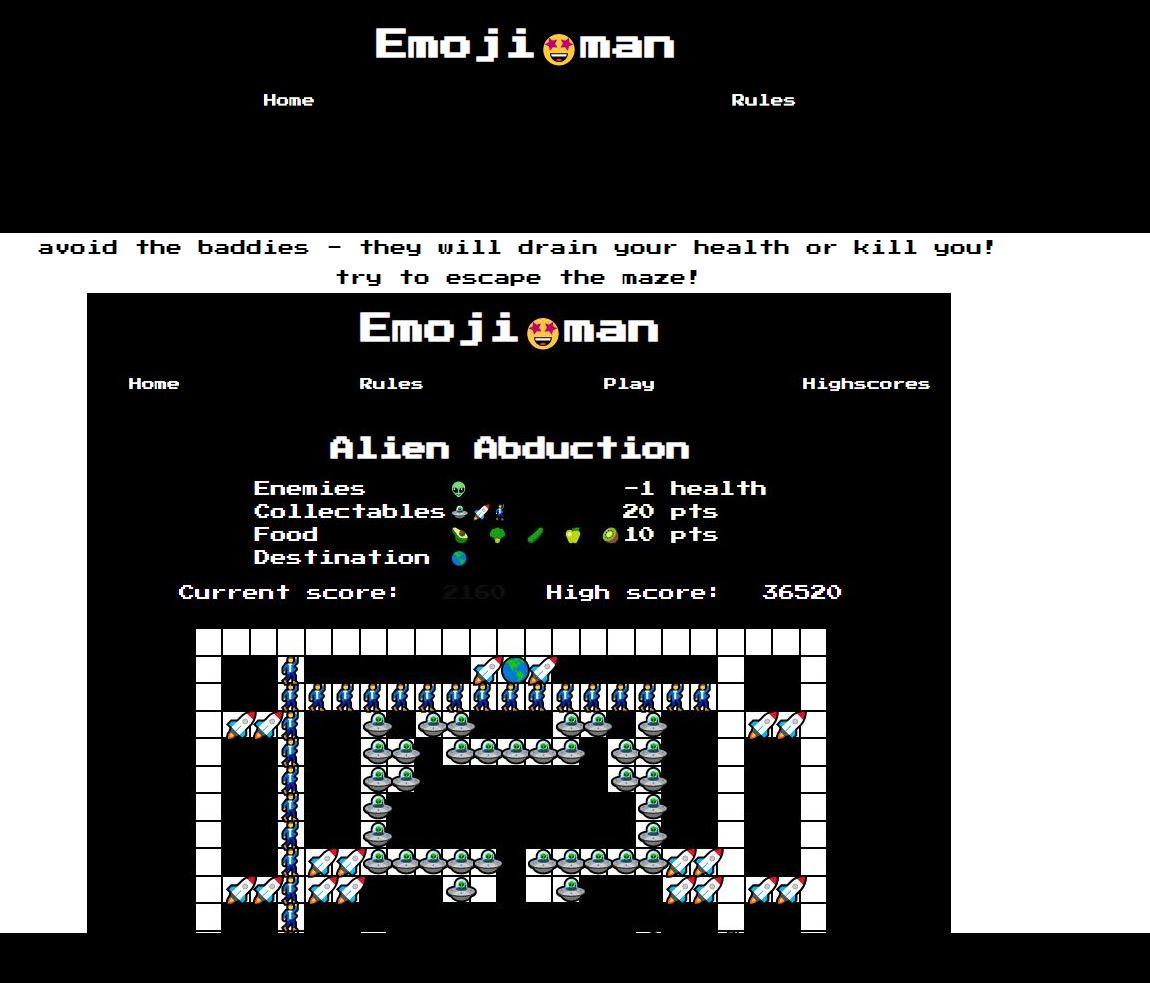 Emoji🤩man
Home Rules
avoid the baddies - they will drain your health or kill you!
try to escape the maze!
Emoji🤩man
Home Rules Play Highscores
Alien Abduction
Enemies 👽 -1 health
Collectables 🛸 🚀 20 pts
Food 🥑 🥦 🥒 🍏 🥝 10 pts
Destination 🌎
Current score: 2160 High score: 36520